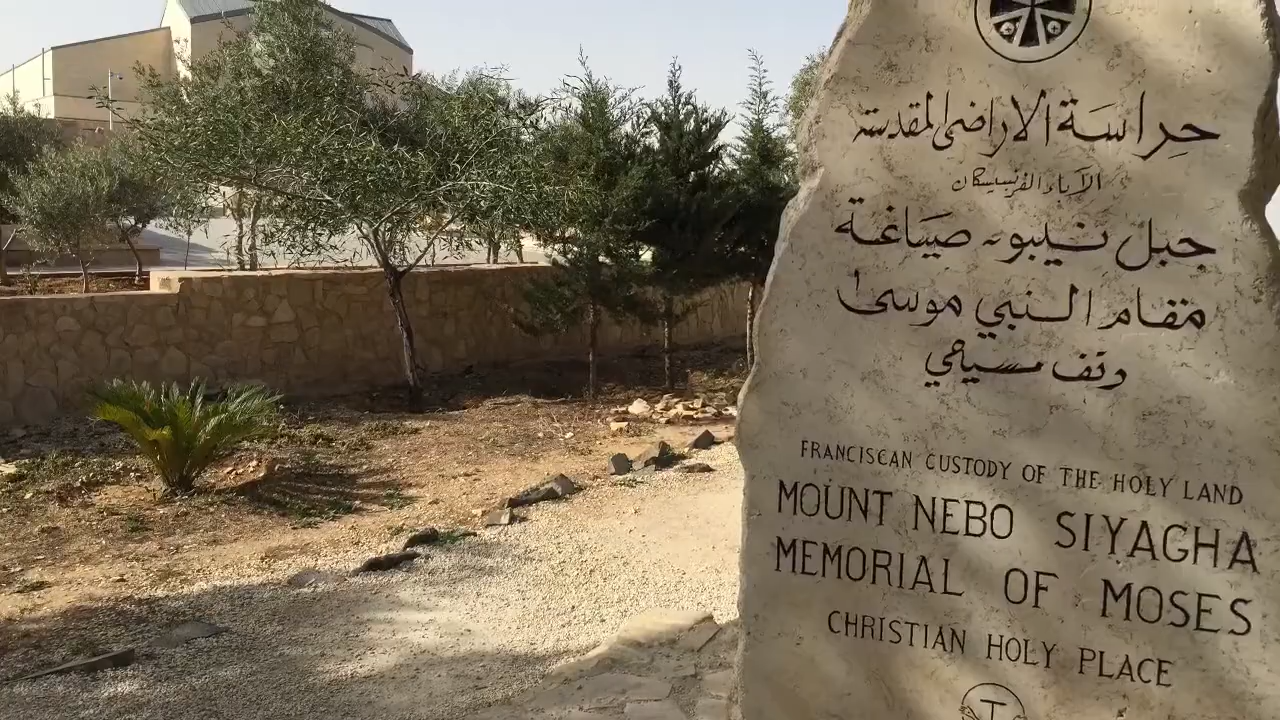 حِراسَة الاراضي المقدسة
الآباء الفرنسيسكان
جبل نيبو - صياغة
مقام النبي موسى
وقف مسيحي
FRANCISCAN CUSTODY OF THE HOLY LAND
MOUNT NEBO SIYAGHA
MEMORIAL OF MOSES
CHRISTIAN HOLY PLACE